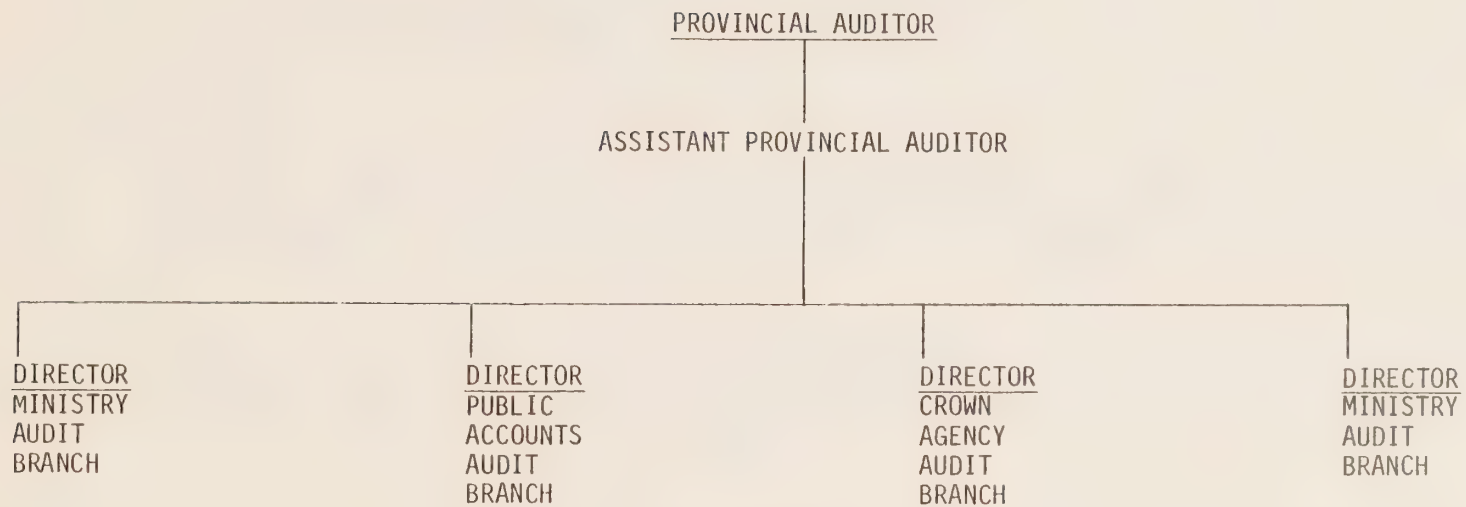 PROVINCIAL AUDITOR
ASSISTANT PROVINCIAL AUDITOR
DIRECTOR
MINISTRY
AUDIT
BRANCH
DIRECTOR
PUBLIC
ACCOUNTS
AUDIT
BRANCH
DIRECTOR
CROWN
AGENCY
AUDIT
BRANCH
DIRECTOR
MINISTRY
AUDIT
BRANCH